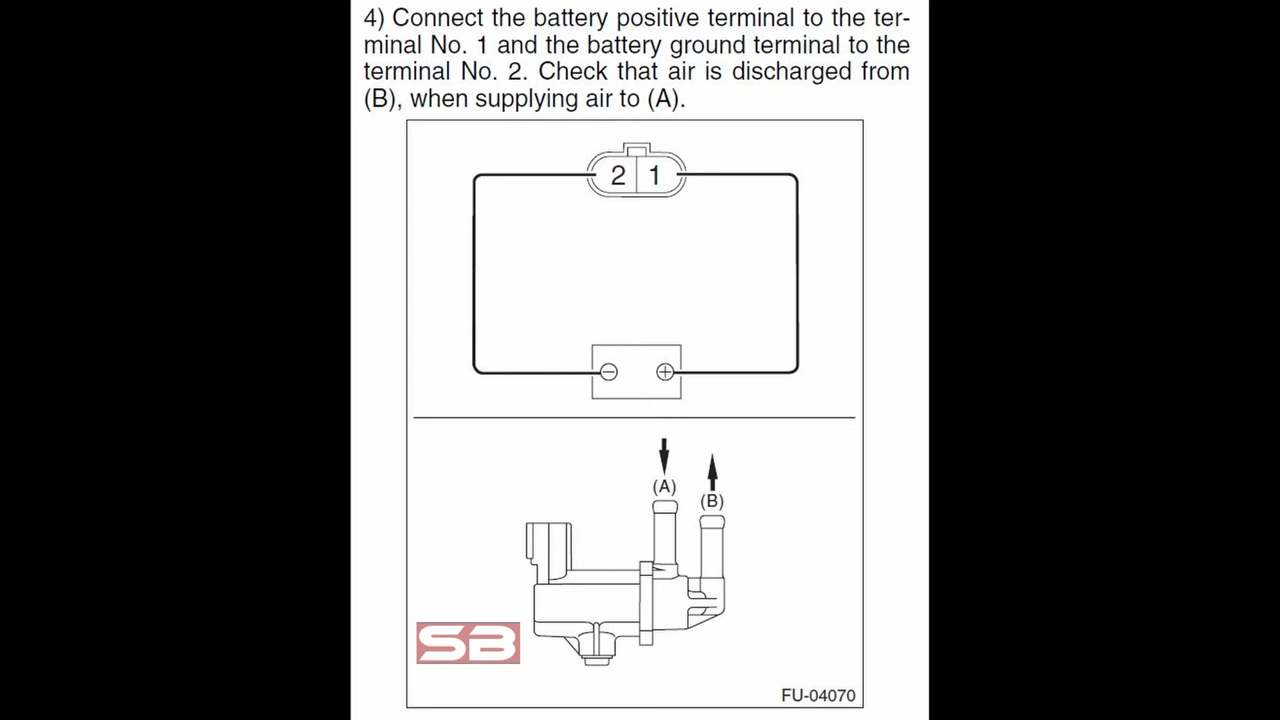 4) Connect the battery positive terminal to the ter-
minal No. 1 and the battery ground terminal to the
terminal No. 2. Check that air is discharged from
(B), when supplying air to (A).
2 1
− +
(A)
(B)
SB
FU-04070